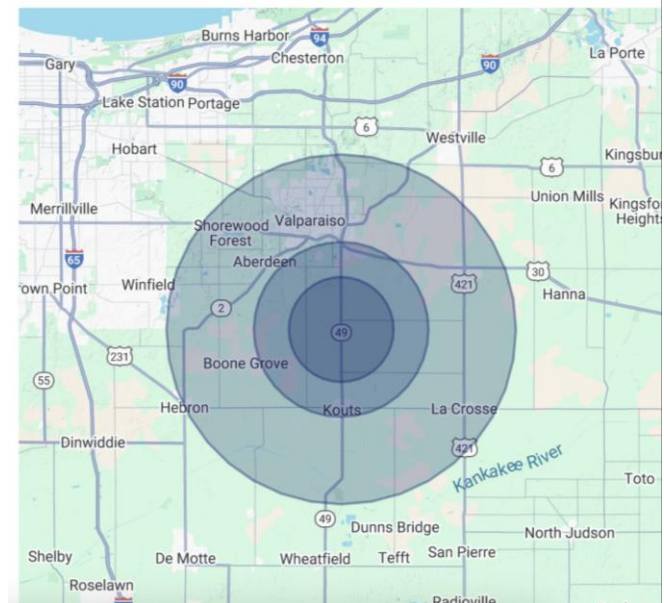 Burns Harbor
94
Gary
Chesterton
La Porte
90
90
Lake Station
Portage
6
Hobart
Westville
6
Kingsbu
Union Mills
Merrillville
Kingsfor
Heights
Shorewood
Forest
Valparaiso
65
Aberdeen
30
rown Point
Winfield
421
Hanna
2
49
231
Boone Grove
55
Hebron
Kouts
La Crosse
Dinwiddie
421
Kankakee River
Toto
49
Dunns Bridge
North Judson
Shelby
De Motte
Wheatfield
Tefft
San Pierre
Roselawn
Radioville